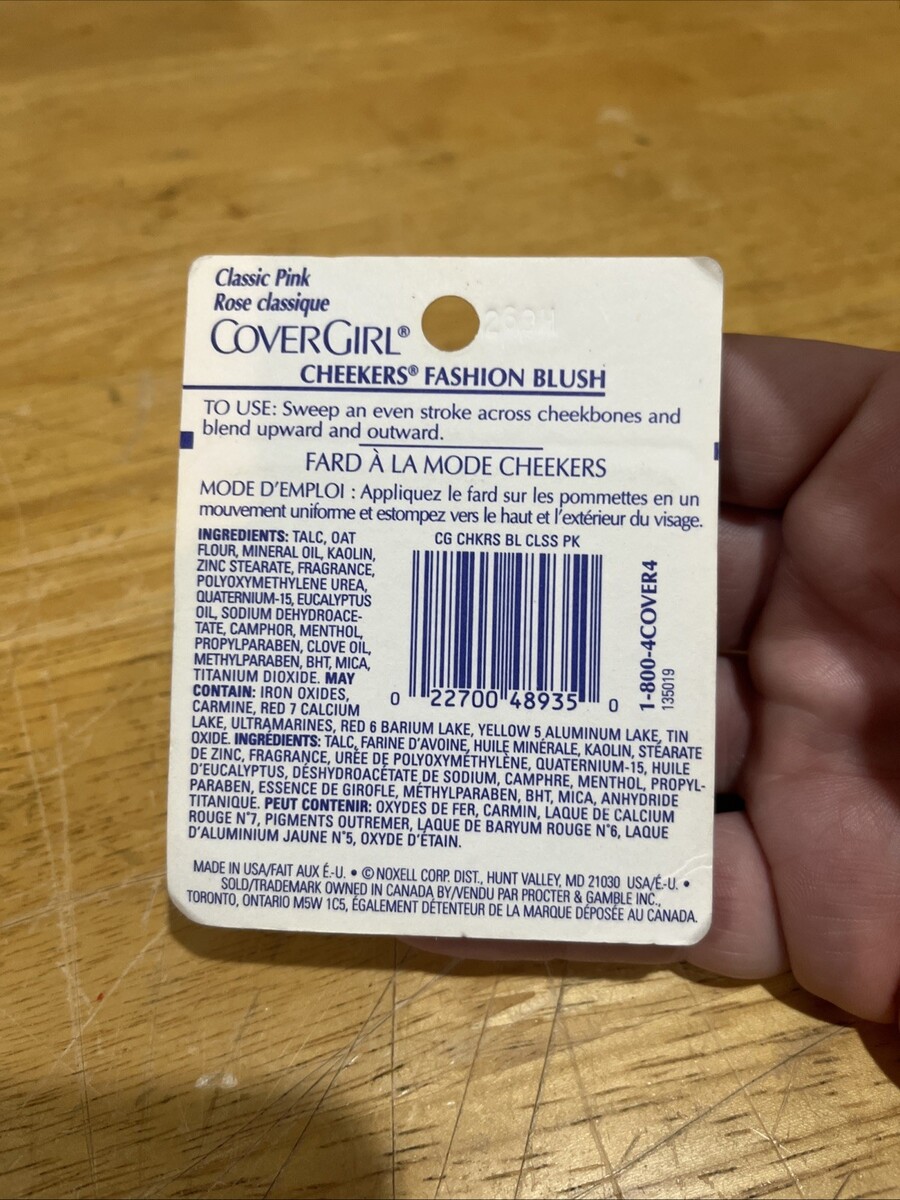 Classic Pink
Rose classique
COVERGIRL®
CHEEKERS® FASHION BLUSH
TO USE: Sweep an even stroke across cheekbones and
blend upward and outward.
FARD À LA MODE CHEEKERS
MODE D'EMPLOI : Appliquez le fard sur les pommettes en un
mouvement uniforme et estompez vers le haut et l'extérieur du visage.
INGREDIENTS: TALC, OAT
FLOUR, MINERAL OIL, KAOLIN,
ZINC STEARATE, FRAGRANCE,
POLYOXYMETHYLENE UREA,
QUATERNIUM-15, EUCALYPTUS
OIL, SODIUM DEHYDROACE-
TATE, CAMPHOR, MENTHOL,
PROPYLPARABEN, CLOVE OIL,
METHYLPARABEN, BHT, MICA,
TITANIUM DIOXIDE. MAY
CONTAIN: IRON OXIDES,
CARMINE, RED 7 CALCIUM
LAKE, ULTRAMARINES, RED 6 BARIUM LAKE, YELLOW 5 ALUMINUM LAKE, TIN
OXIDE. INGRÉDIENTS: TALC, FARINE D'AVOINE, HUILE MINÉRALE, KAOLIN, STÉARATE
DE ZINC, FRAGRANCE, URÉE DE POLYOXYMÉTHYLÈNE, QUATERNIUM-15, HUILE
D'EUCALYPTUS, DÉSHYDROACÉTATE DE SODIUM, CAMPHRE, MENTHOL, PROPYL-
PARABEN, ESSENCE DE GIROFLE, MÉTHYLPARABEN, BHT, MICA, ANHYDRIDE
TITANIQUE. PEUT CONTENIR: OXYDES DE FER, CARMIN, LAQUE DE CALCIUM
ROUGE N°7, PIGMENTS OUTREMER, LAQUE DE BARYUM ROUGE N°6, LAQUE
D'ALUMINIUM JAUNE N°5, OXYDE D'ÉTAIN.
CG CHKRS BL CLSS PK
0 22700 48935 0
1-800-4COVER4
135019
MADE IN USA/FAIT AUX É.-U. • © NOXELL CORP. DIST., HUNT VALLEY, MD 21030 USA/É.-U. •
SOLD/TRADEMARK OWNED IN CANADA BY/VENDU PAR PROCTER & GAMBLE INC.,
TORONTO, ONTARIO M5W 1C5, ÉGALEMENT DÉTENTEUR DE LA MARQUE DÉPOSÉE AU CANADA.